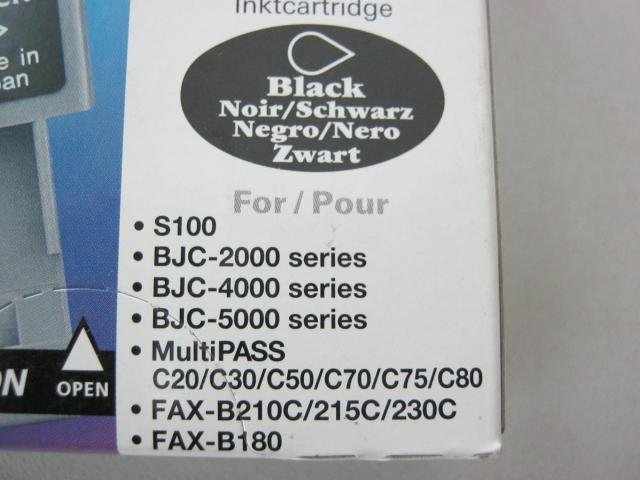 Inktcartridge
e in
pan
Black
Noir/Schwarz
Negro/Nero
Zwart
For / Pour
• S100
• BJC-2000 series
• BJC-4000 series
• BJC-5000 series
• MultiPASS
C20/C30/C50/C70/C75/C80
• FAX-B210C/215C/230C
• FAX-B180
ON
OPEN